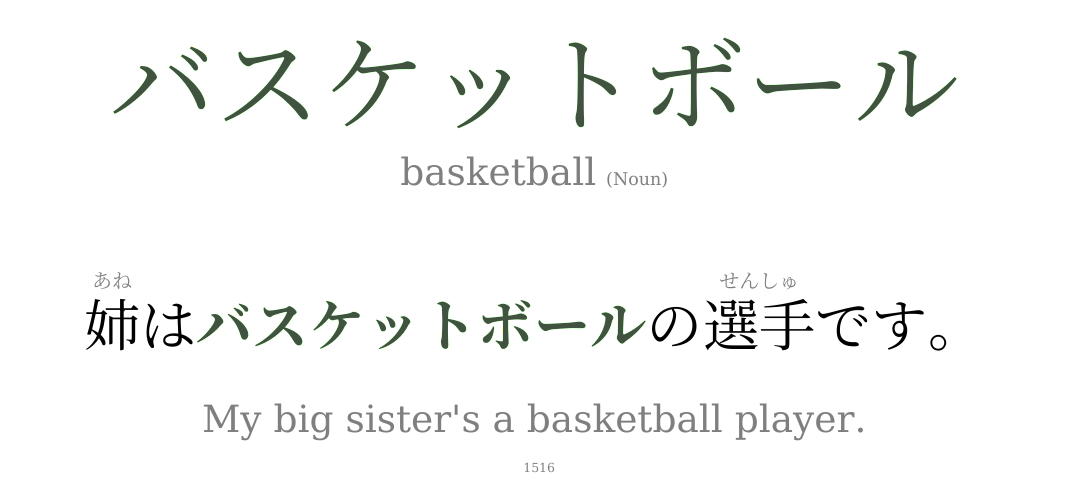 バスケットボール
basketball (Noun)
あね せんしゅ
姉はバスケットボールの選手です。
My big sister's a basketball player.
1516